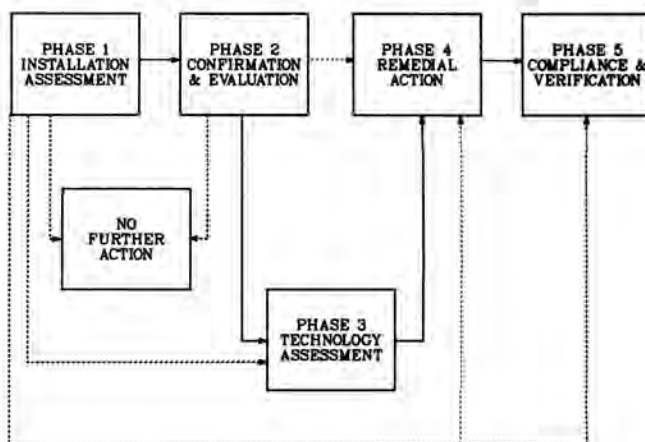 PHASE 1
INSTALLATION
ASSESSMENT
PHASE 2
CONFIRMATION
& EVALUATION
PHASE 4
REMEDIAL
ACTION
PHASE 5
COMPLIANCE &
VERIFICATION
NO
FURTHER
ACTION
PHASE 3
TECHNOLOGY
ASSESSMENT